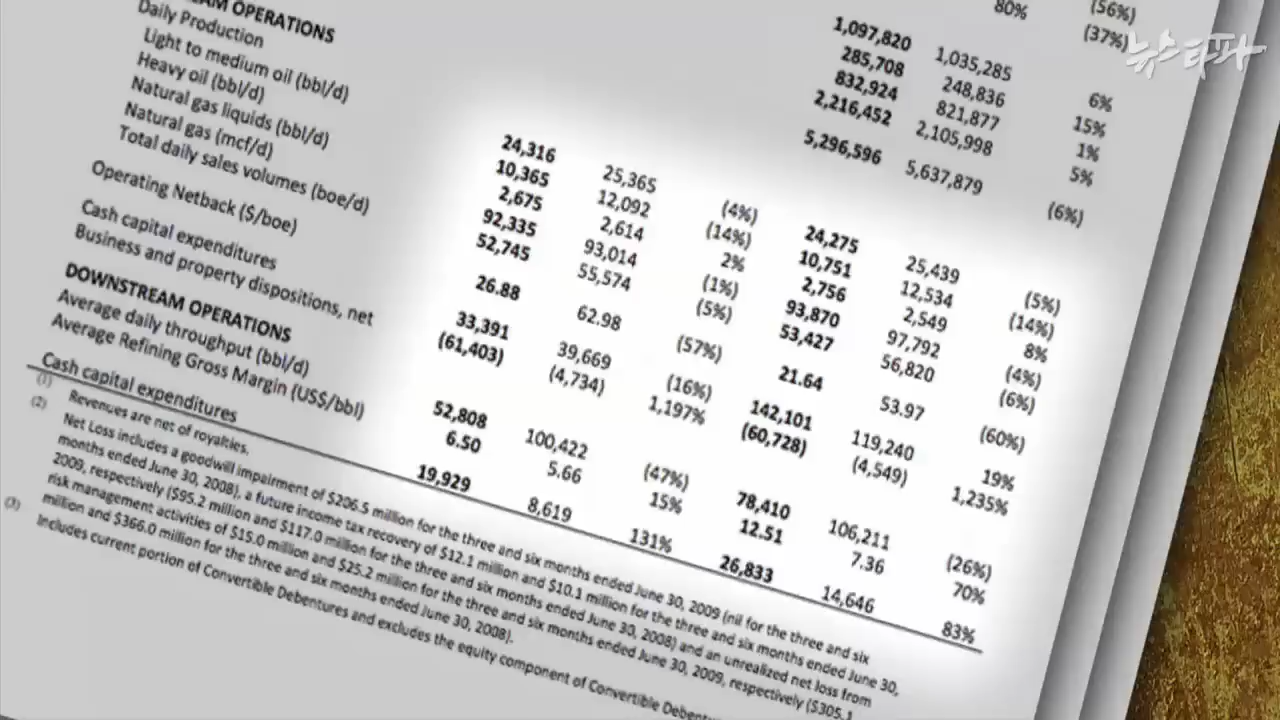 뉴스타파
80% (56%)
(37%)
1,097,820 1,035,285 6%
285,708 248,836 15%
832,924 821,877 1%
2,216,452 2,105,998 5%
5,296,596 5,637,879 (6%)
OPERATIONS
Daily Production
Light to medium oil (bbl/d) 24,316 25,365 (4%) 24,275 25,439 (5%)
Heavy oil (bbl/d) 10,365 12,092 (14%) 10,751 12,534 (14%)
Natural gas liquids (bbl/d) 2,675 2,614 2% 2,756 2,549 8%
Natural gas (mcf/d) 92,335 93,014 (1%) 93,870 97,792 (4%)
Total daily sales volumes (boe/d) 52,745 55,574 (5%) 53,427 56,820 (6%)
Operating Netback ($/boe) 26.88 62.98 (57%) 21.64 53.97 (60%)
Cash capital expenditures 33,391 39,669 (16%) 142,101 119,240 19%
Business and property dispositions, net (61,403) (4,734) 1,197% (60,728) (4,549) 1,235%
DOWNSTREAM OPERATIONS
Average daily throughput (bbl/d) 52,808 100,422 (47%) 78,410 106,211 (26%)
Average Refining Gross Margin (US$/bbl) 6.50 5.66 15% 12.51 7.36 70%
Cash capital expenditures 19,929 8,619 131% 26,833 14,646 83%
(1) Revenues are net of royalties.
(2) Net Loss includes a goodwill impairment of $206.5 million for the three and six months ended June 30, 2009 (nil for the three and six
months ended June 30, 2008), a future income tax recovery of $12.1 million and $10.1 million for the three and six months ended June 30,
2009, respectively ($95.2 million and $117.0 million for the three and six months ended June 30, 2008) and an unrealized net loss from
risk management activities of $15.0 million and $25.2 million for the three and six months ended June 30, 2009, respectively ($305.1
million and $366.0 million for the three and six months ended June 30, 2008).
(3) Includes current portion of Convertible Debentures and excludes the equity component of Convertible